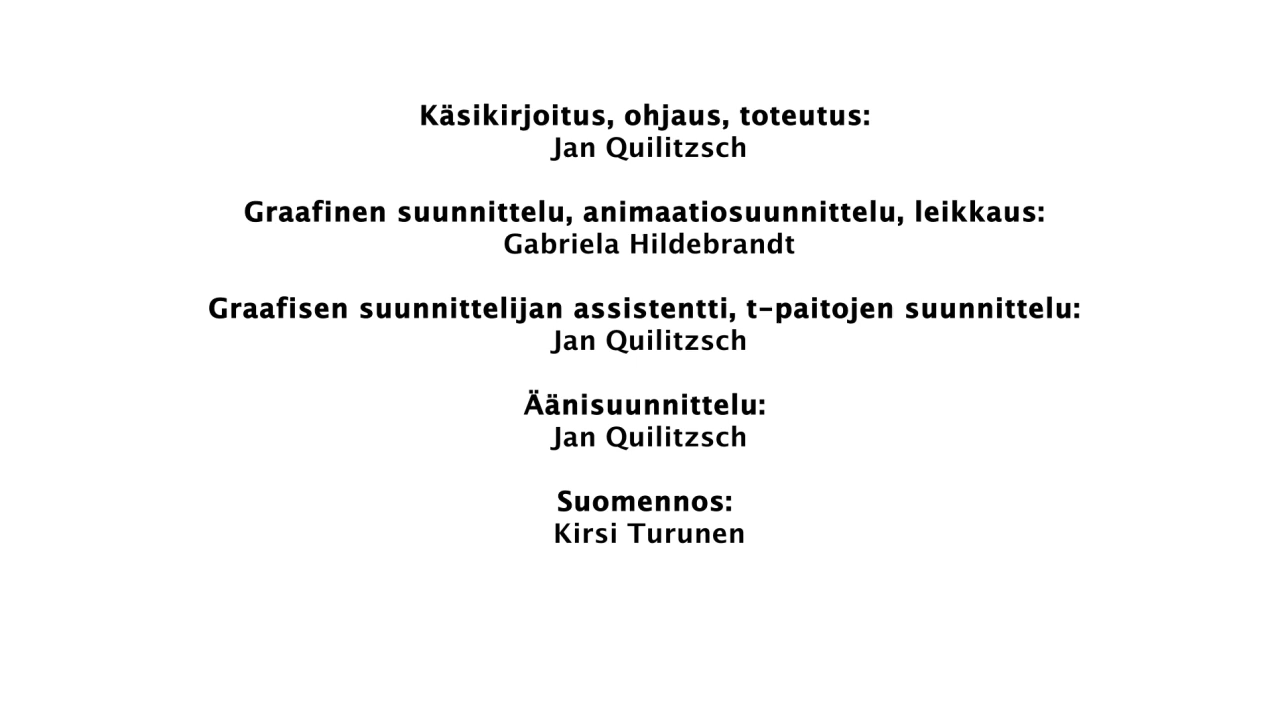 Käsikirjoitus, ohjaus, toteutus:
Jan Quilitzsch
Graafinen suunnittelu, animaatiosuunnittelu, leikkaus:
Gabriela Hildebrandt
Graafisen suunnittelijan assistentti, t-paitojen suunnittelu:
Jan Quilitzsch
Äänisuunnittelu:
Jan Quilitzsch
Suomennos:
Kirsi Turunen